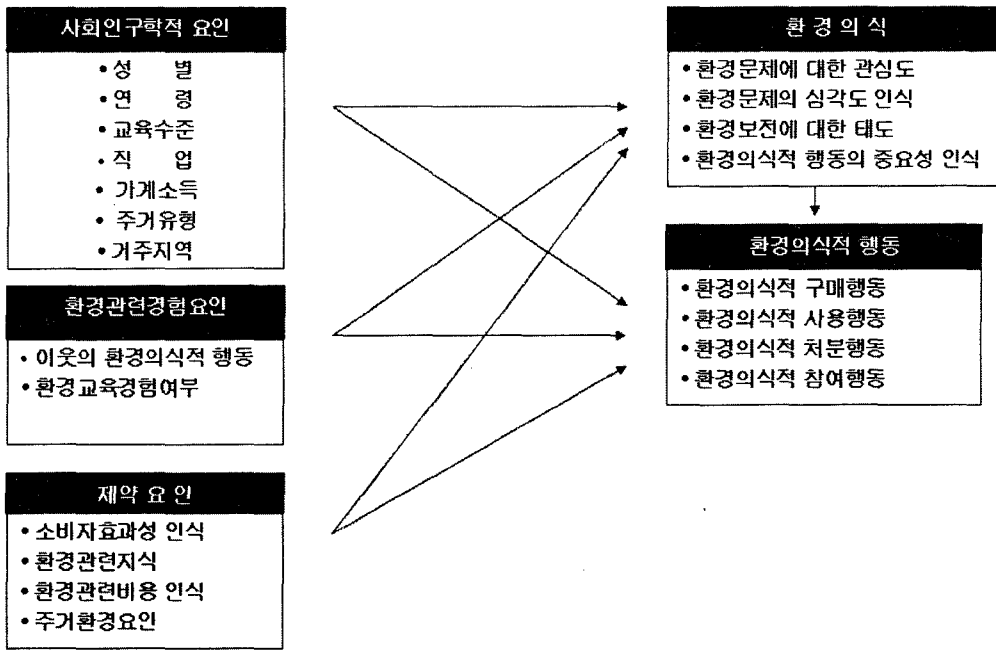 사회인구학적 요인
• 성 별
• 연 령
• 교육수준
• 직 업
• 가계소득
• 주거유형
• 거주지역
환경관련경험요인
• 이웃의 환경의식적 행동
• 환경교육경험여부
제약 요인
• 소비자효과성 인식
• 환경관련지식
• 환경관련비용 인식
• 주거환경요인
환 경 의 식
• 환경문제에 대한 관심도
• 환경문제의 심각도 인식
• 환경보전에 대한 태도
• 환경의식적 행동의 중요성 인식
환경의식적 행동
• 환경의식적 구매행동
• 환경의식적 사용행동
• 환경의식적 처분행동
• 환경의식적 참여행동